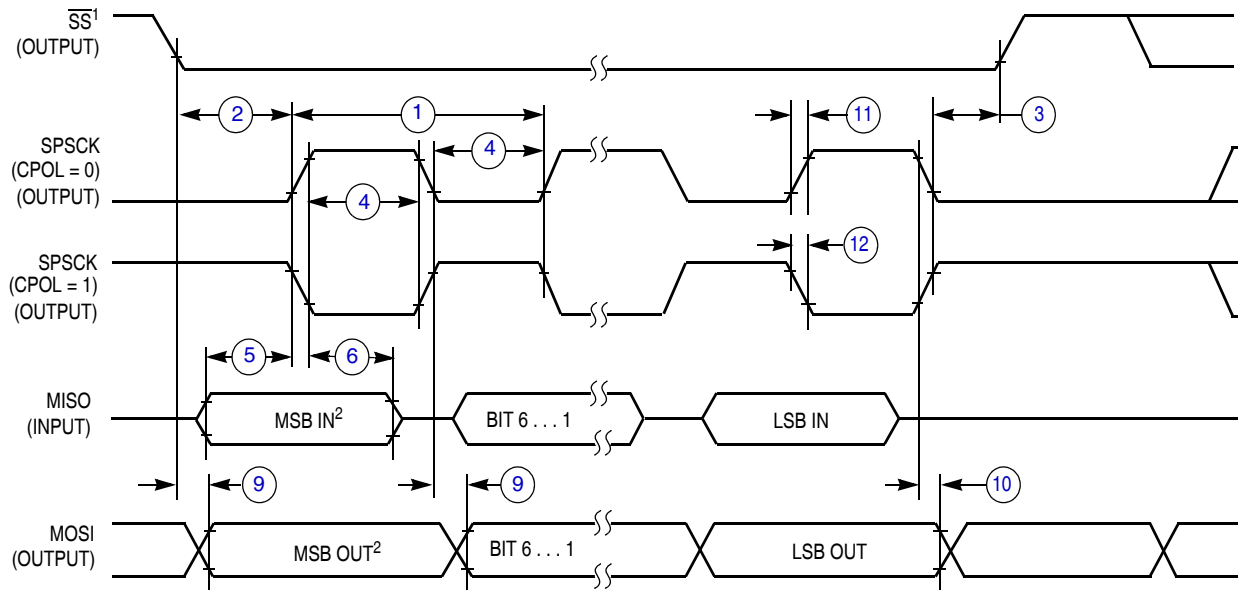 SS¹
(OUTPUT)
2
1
11
3
SPSCK
(CPOL = 0)
(OUTPUT)
4
4
SPSCK
(CPOL = 1)
(OUTPUT)
12
5
6
MISO
(INPUT)
MSB IN²
BIT 6 . . . 1
LSB IN
9
9
10
MOSI
(OUTPUT)
MSB OUT²
BIT 6 . . . 1
LSB OUT